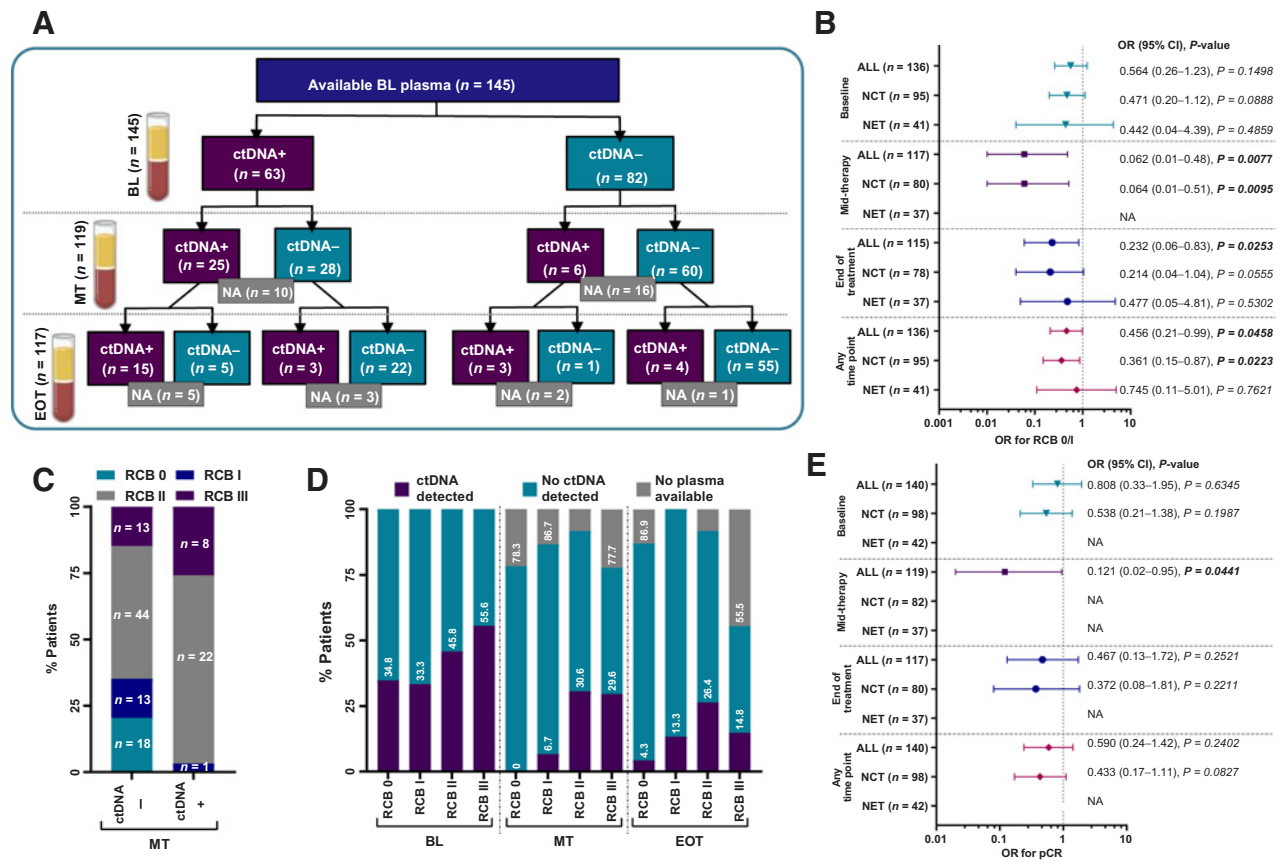 A
Available BL plasma (n = 145)
BL (n = 145)
ctDNA+
(n = 63)
ctDNA–
(n = 82)
MT (n = 119)
ctDNA+
(n = 25)
ctDNA–
(n = 28)
NA (n = 10)
ctDNA+
(n = 6)
ctDNA–
(n = 60)
NA (n = 16)
EOT (n = 117)
ctDNA+
(n = 15)
ctDNA–
(n = 5)
NA (n = 5)
ctDNA+
(n = 3)
ctDNA–
(n = 22)
NA (n = 3)
ctDNA+
(n = 3)
ctDNA–
(n = 1)
NA (n = 2)
ctDNA+
(n = 4)
ctDNA–
(n = 55)
NA (n = 1)
B
OR (95% CI), P-value
Baseline
ALL (n = 136) 0.564 (0.26–1.23), P = 0.1498
NCT (n = 95) 0.471 (0.20–1.12), P = 0.0888
NET (n = 41) 0.442 (0.04–4.39), P = 0.4859
Mid-therapy
ALL (n = 117) 0.062 (0.01–0.48), P = 0.0077
NCT (n = 80) 0.064 (0.01–0.51), P = 0.0095
NET (n = 37) NA
End of
treatment
ALL (n = 115) 0.232 (0.06–0.83), P = 0.0253
NCT (n = 78) 0.214 (0.04–1.04), P = 0.0555
NET (n = 37) 0.477 (0.05–4.81), P = 0.5302
Any
time point
ALL (n = 136) 0.456 (0.21–0.99), P = 0.0458
NCT (n = 95) 0.361 (0.15–0.87), P = 0.0223
NET (n = 41) 0.745 (0.11–5.01), P = 0.7621
0.001 0.01 0.1 1 10
OR for RCB 0/I
C
RCB 0 RCB I
RCB II RCB III
% Patients
100
75
50
25
0
n = 13
n = 44
n = 13
n = 18
n = 8
n = 22
n = 1
ctDNA
–
ctDNA
+
MT
D
ctDNA
detected
No ctDNA
detected
No plasma
available
% Patients
100
75
50
25
0
34.8
33.3
45.8
55.6
78.3
0
86.7
6.7
30.6
77.7
29.6
86.9
4.3
13.3
26.4
55.5
14.8
RCB 0
RCB I
RCB II
RCB III
RCB 0
RCB I
RCB II
RCB III
RCB 0
RCB I
RCB II
RCB III
BL MT EOT
E
OR (95% CI), P-value
Baseline
ALL (n = 140) 0.808 (0.33–1.95), P = 0.6345
NCT (n = 98) 0.538 (0.21–1.38), P = 0.1987
NET (n = 42) NA
Mid-therapy
ALL (n = 119) 0.121 (0.02–0.95), P = 0.0441
NCT (n = 82) NA
NET (n = 37) NA
End of
treatment
ALL (n = 117) 0.467 (0.13–1.72), P = 0.2521
NCT (n = 80) 0.372 (0.08–1.81), P = 0.2211
NET (n = 37) NA
Any
time point
ALL (n = 140) 0.590 (0.24–1.42), P = 0.2402
NCT (n = 98) 0.433 (0.17–1.11), P = 0.0827
NET (n = 42) NA
0.01 0.1 1 10
OR for pCR